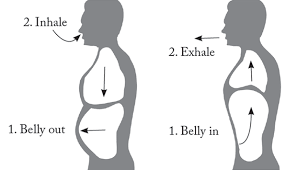 2. Inhale
1. Belly out
2. Exhale
1. Belly in